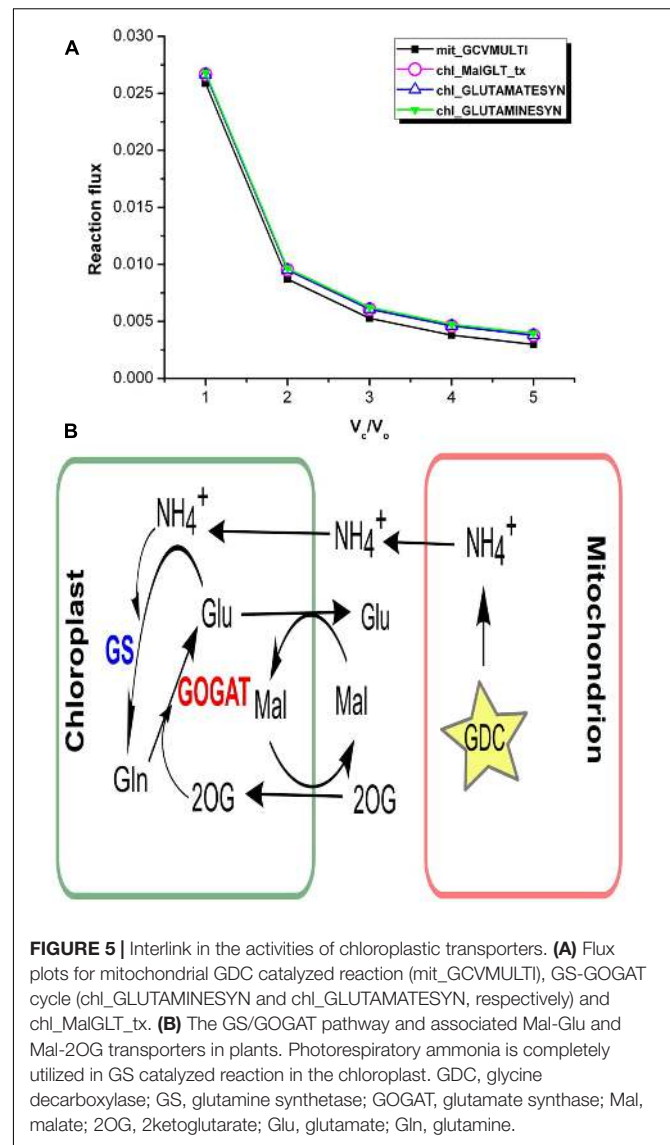 A
0.030
0.025
0.020
0.015
0.010
0.005
0.000
Reaction flux
mit_GCVMULTI
chl_MalGLT_tx
chl_GLUTAMATESYN
chl_GLUTAMINESYN
1 2 3 4 5
Vc/Vo
B
Chloroplast
Mitochondrion
NH4+ NH4+ NH4+
Glu Glu
GS
GOGAT
Mal Mal
GDC
Gln 2OG 2OG
FIGURE 5 | Interlink in the activities of chloroplastic transporters. (A) Flux
plots for mitochondrial GDC catalyzed reaction (mit_GCVMULTI), GS-GOGAT
cycle (chl_GLUTAMINESYN and chl_GLUTAMATESYN, respectively) and
chl_MalGLT_tx. (B) The GS/GOGAT pathway and associated Mal-Glu and
Mal-2OG transporters in plants. Photorespiratory ammonia is completely
utilized in GS catalyzed reaction in the chloroplast. GDC, glycine
decarboxylase; GS, glutamine synthetase; GOGAT, glutamate synthase; Mal,
malate; 2OG, 2ketoglutarate; Glu, glutamate; Gln, glutamine.